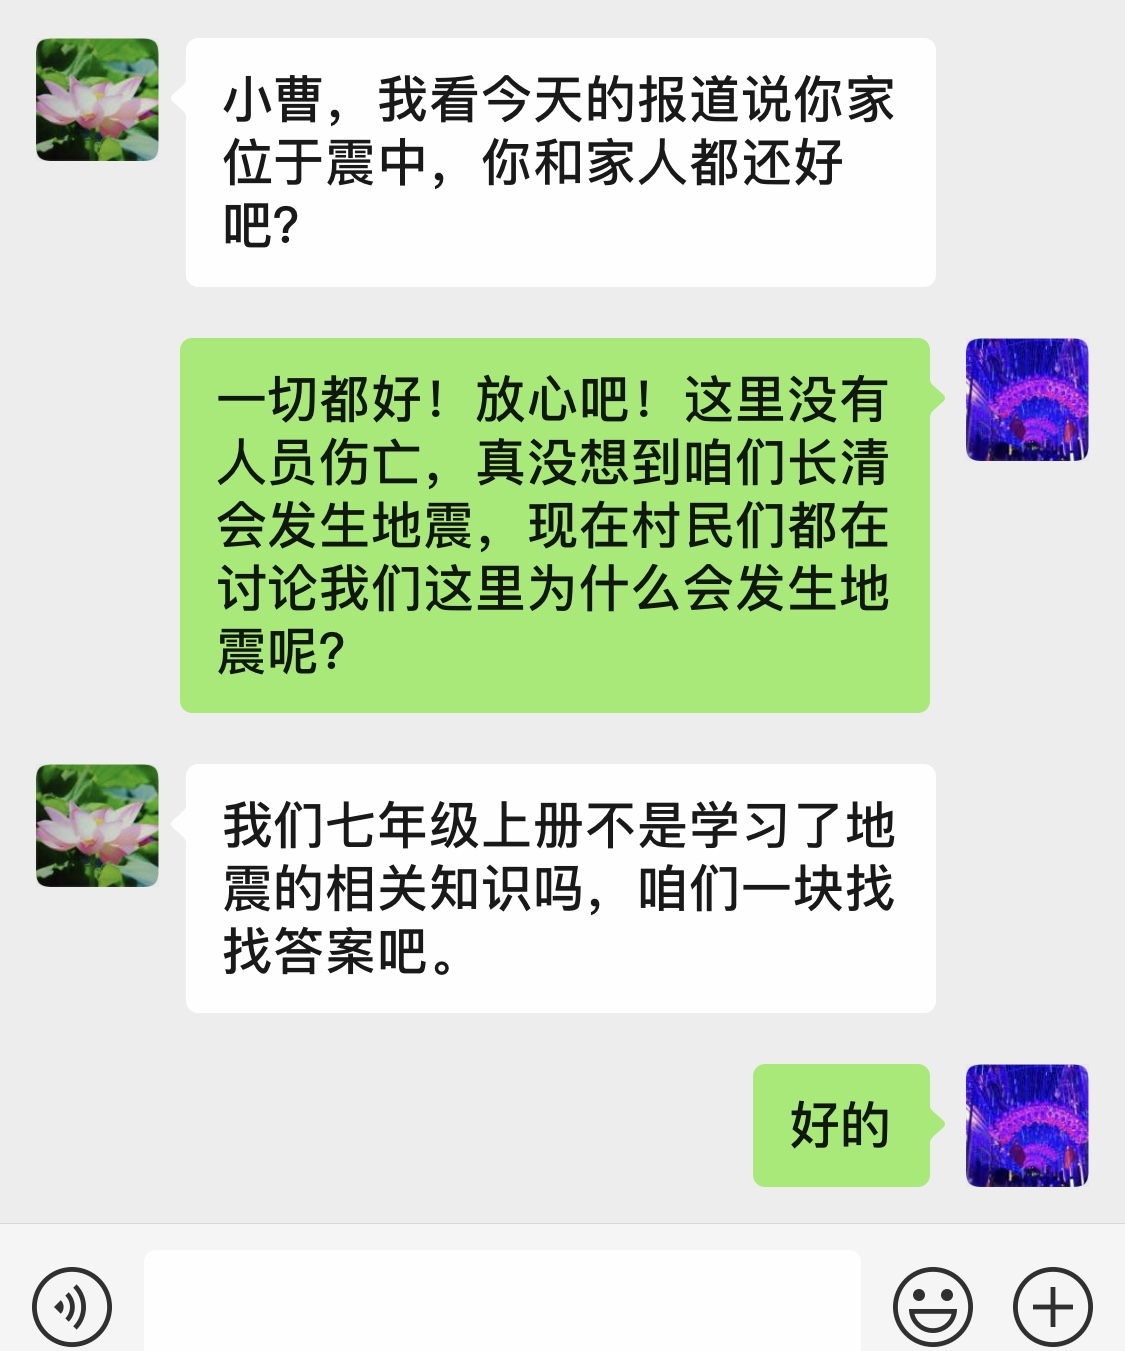 小曹，我看今天的报道说你家
位于震中，你和家人都还好
吧?
一切都好！放心吧！这里没有
人员伤亡，真没想到咱们长清
会发生地震，现在村民们都在
讨论我们这里为什么会发生地
震呢?
我们七年级上册不是学习了地
震的相关知识吗，咱们一块找
找答案吧。
好的